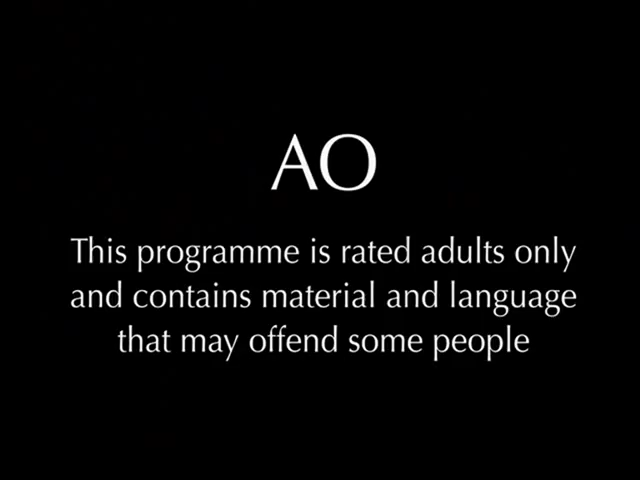 AO
This programme is rated adults only
and contains material and language
that may offend some people